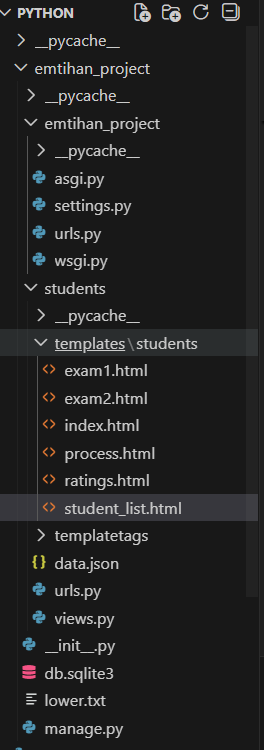 PYTHON
__pycache__
emtihan_project
__pycache__
emtihan_project
__pycache__
asgi.py
settings.py
urls.py
wsgi.py
students
__pycache__
templates\students
exam1.html
exam2.html
index.html
process.html
ratings.html
student_list.html
templatetags
data.json
urls.py
views.py
__init__.py
db.sqlite3
lower.txt
manage.py